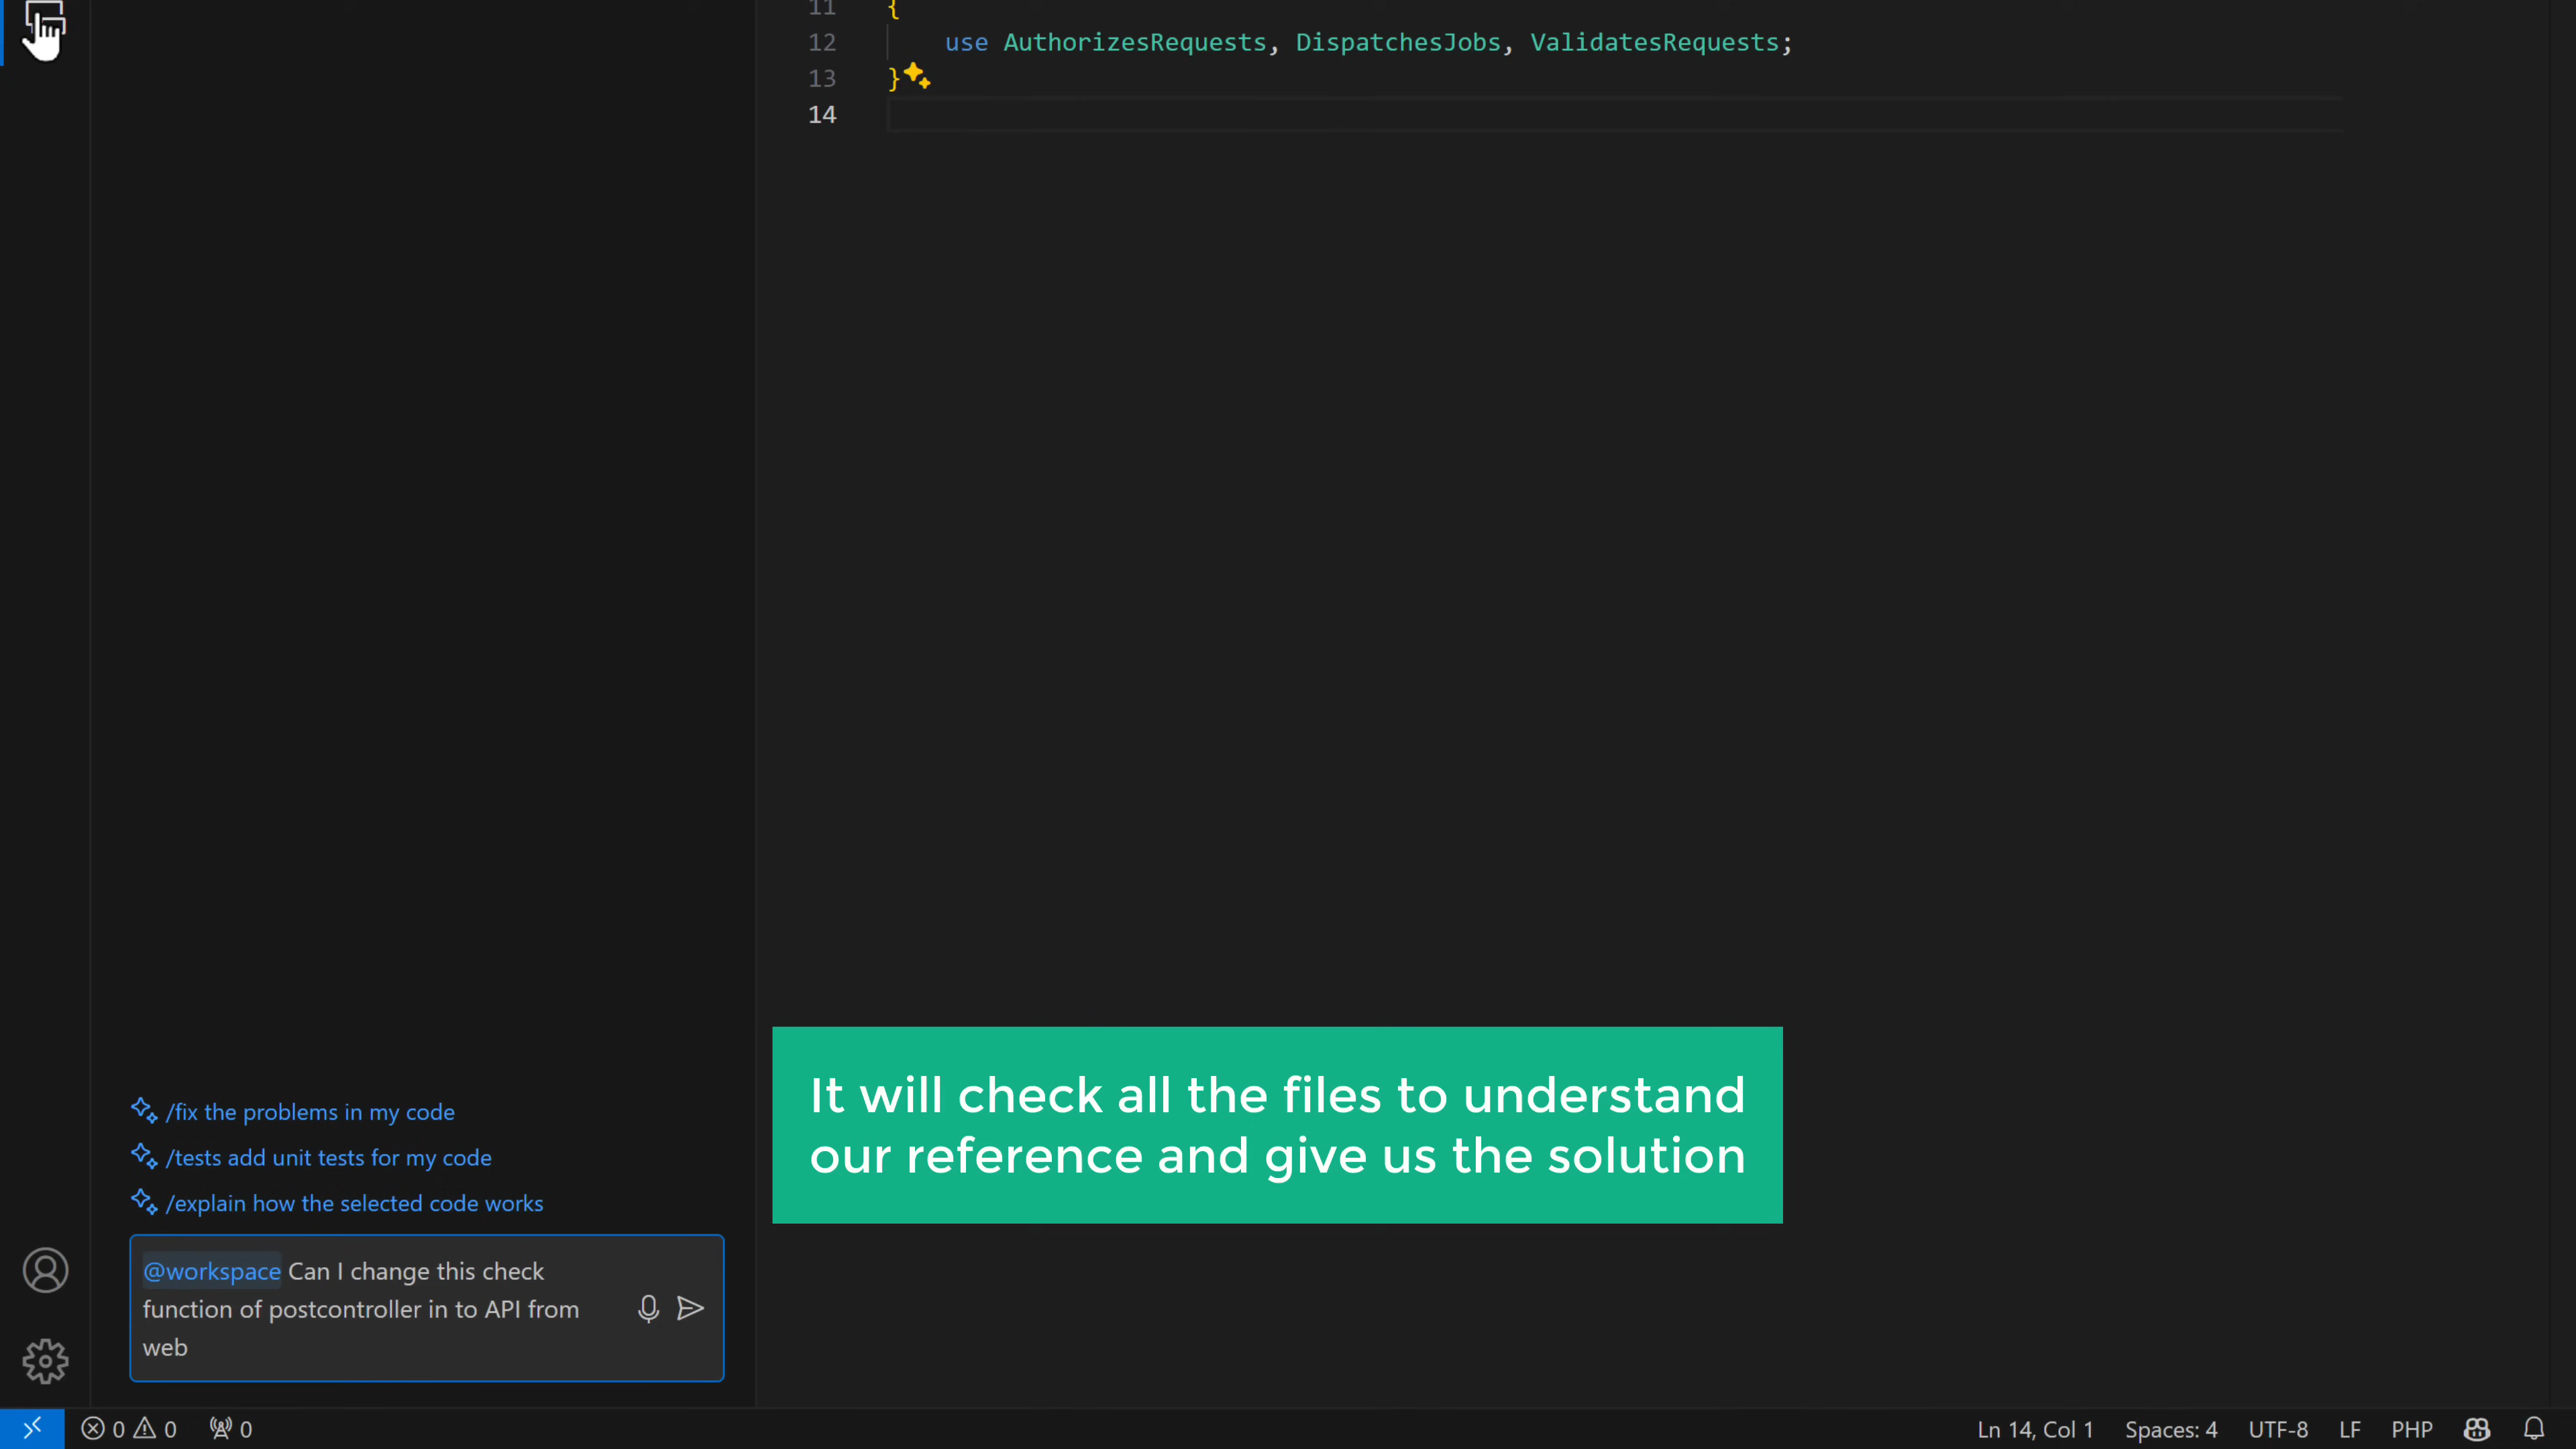 11 {
12 use AuthorizesRequests, DispatchesJobs, ValidatesRequests;
13 }
14
It will check all the files to understand
our reference and give us the solution
/fix the problems in my code
/tests add unit tests for my code
/explain how the selected code works
@workspace Can I change this check
function of postcontroller in to API from
web
0 0 0
Ln 14, Col 1 Spaces: 4 UTF-8 LF PHP